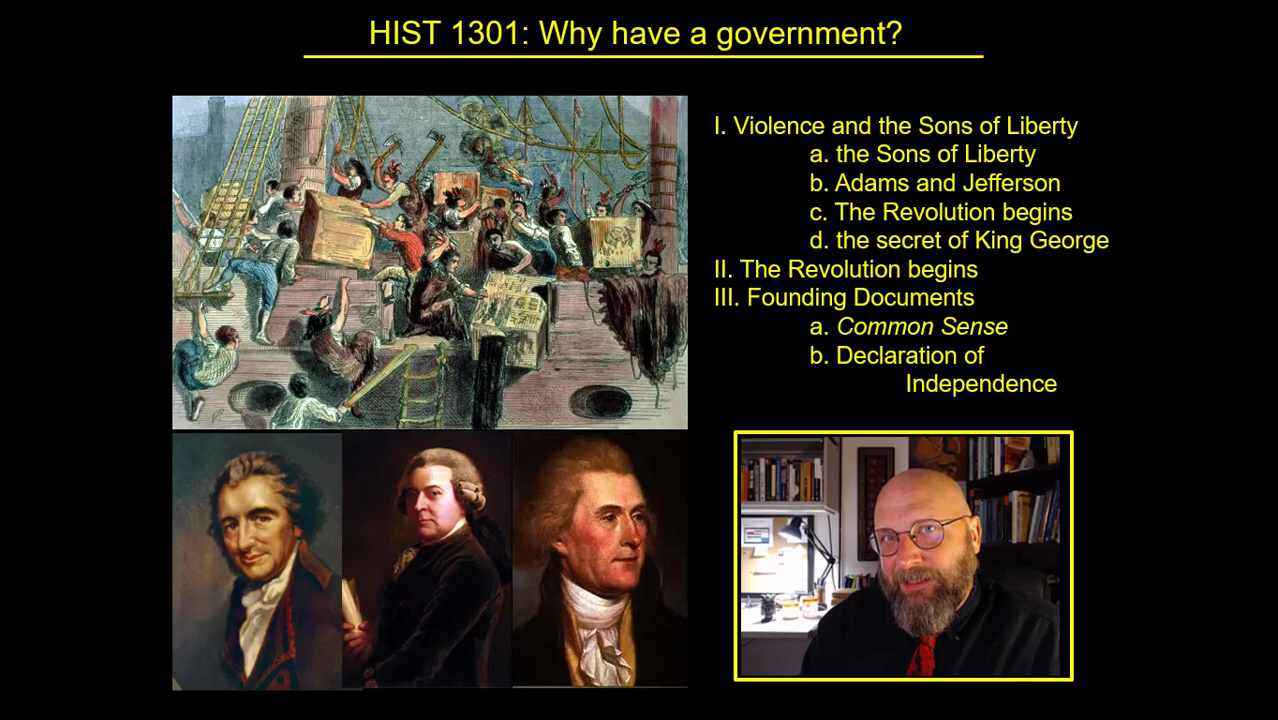 HIST 1301: Why have a government?
I. Violence and the Sons of Liberty
a. the Sons of Liberty
b. Adams and Jefferson
c. The Revolution begins
d. the secret of King George
II. The Revolution begins
III. Founding Documents
a. Common Sense
b. Declaration of
Independence